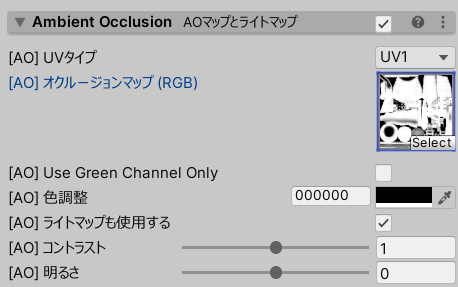 Ambient Occlusion AOマップとライトマップ
[AO] UVタイプ UV1
[AO] オクルージョンマップ (RGB)
Select
[AO] Use Green Channel Only
[AO] 色調整 000000
[AO] ライトマップも使用する
[AO] コントラスト 1
[AO] 明るさ 0